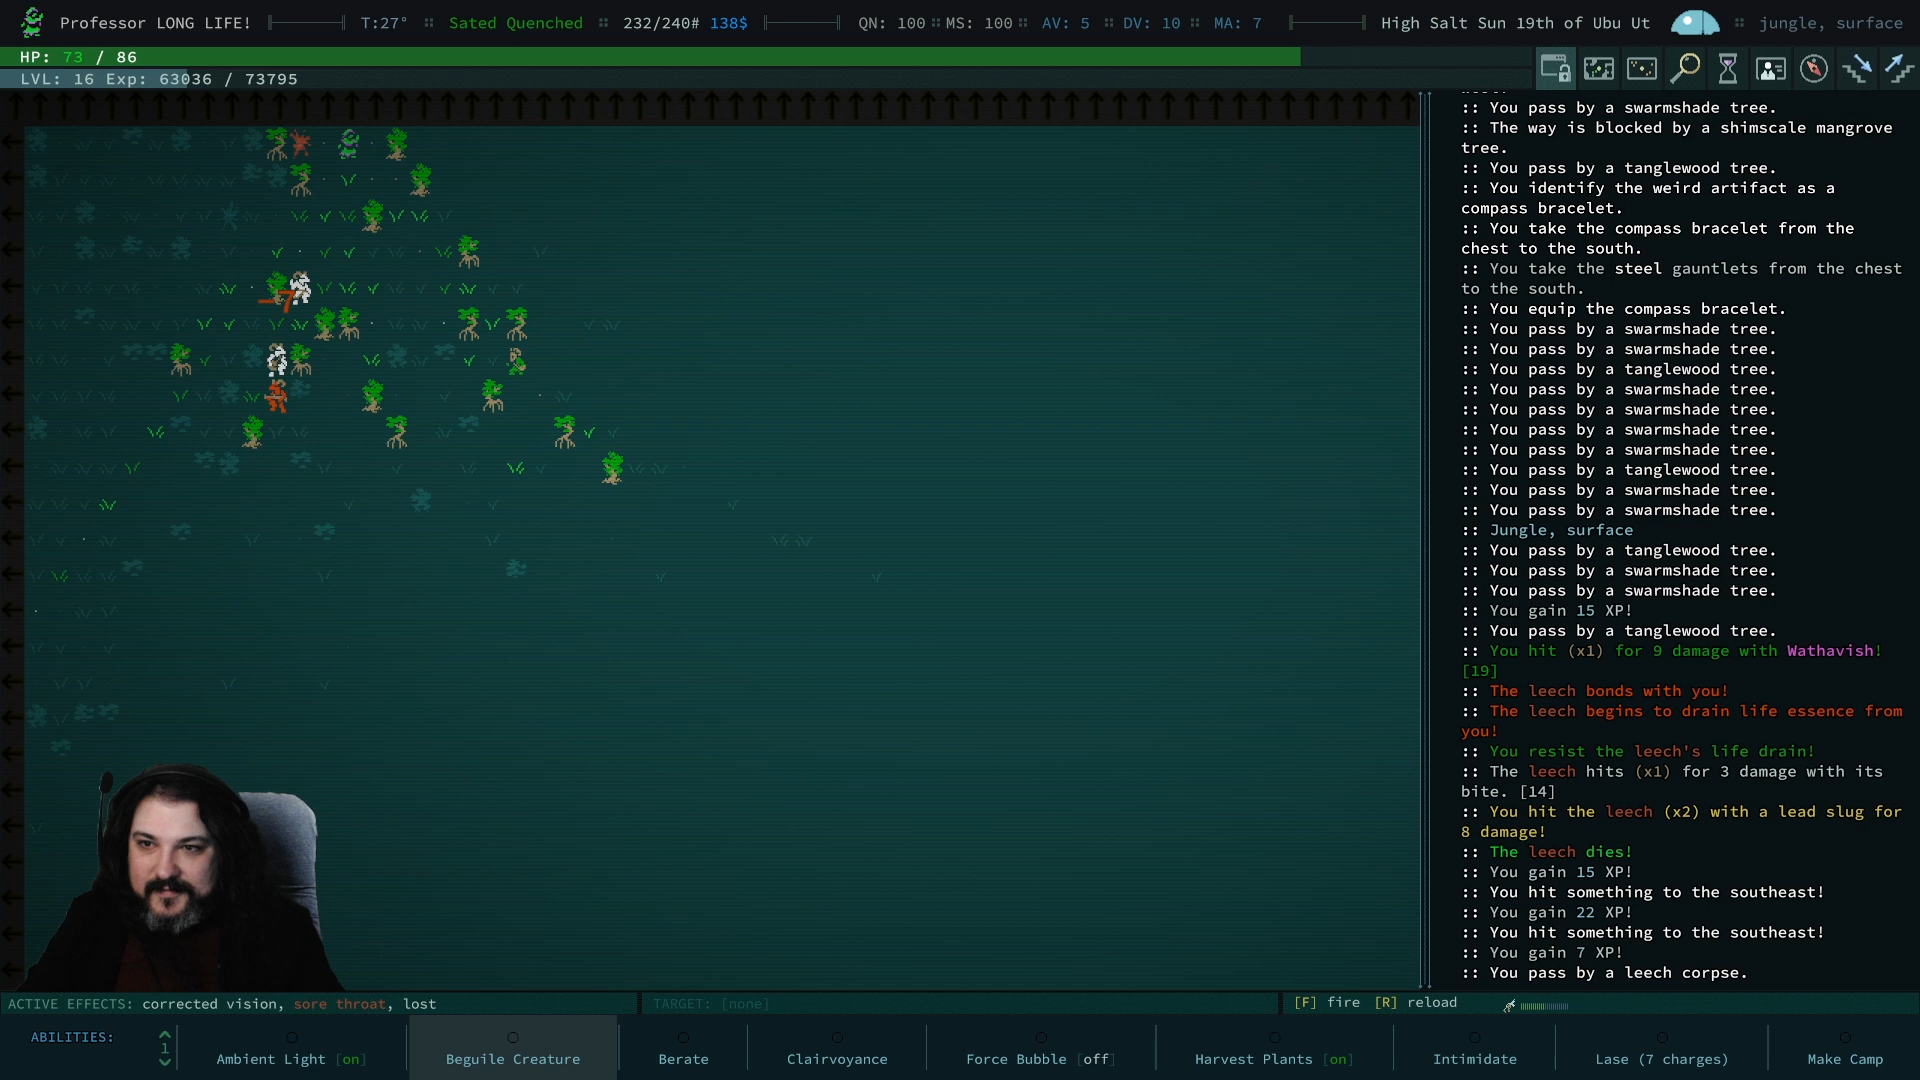 Professor LONG LIFE! T:27° :: Sated Quenched :: 232/240# 138$ QN: 100 :: MS: 100 :: AV: 5 :: DV: 10 :: MA: 7 High Salt Sun 19th of Ubu Ut :: jungle, surface
HP: 73 / 86
LVL: 16 Exp: 63036 / 73795
:: You pass by a swarmshade tree.
:: The way is blocked by a shimscale mangrove
tree.
:: You pass by a tanglewood tree.
:: You identify the weird artifact as a
compass bracelet.
:: You take the compass bracelet from the
chest to the south.
:: You take the steel gauntlets from the chest
to the south.
:: You equip the compass bracelet.
:: You pass by a swarmshade tree.
:: You pass by a swarmshade tree.
:: You pass by a tanglewood tree.
:: You pass by a swarmshade tree.
:: You pass by a swarmshade tree.
:: You pass by a swarmshade tree.
:: You pass by a swarmshade tree.
:: You pass by a tanglewood tree.
:: You pass by a swarmshade tree.
:: You pass by a swarmshade tree.
:: Jungle, surface
:: You pass by a tanglewood tree.
:: You pass by a swarmshade tree.
:: You pass by a swarmshade tree.
:: You gain 15 XP!
:: You pass by a tanglewood tree.
:: You hit (x1) for 9 damage with Wathavish!
[19]
:: The leech bonds with you!
:: The leech begins to drain life essence from
you!
:: You resist the leech's life drain!
:: The leech hits (x1) for 3 damage with its
bite. [14]
:: You hit the leech (x2) with a lead slug for
8 damage!
:: The leech dies!
:: You gain 15 XP!
:: You hit something to the southeast!
:: You gain 22 XP!
:: You hit something to the southeast!
:: You gain 7 XP!
:: You pass by a leech corpse.
-7
ACTIVE EFFECTS: corrected vision, sore throat, lost TARGET: [none] [F] fire [R] reload
ABILITIES: 1 Ambient Light [on] Beguile Creature Berate Clairvoyance Force Bubble [off] Harvest Plants [on] Intimidate Lase (7 charges) Make Camp